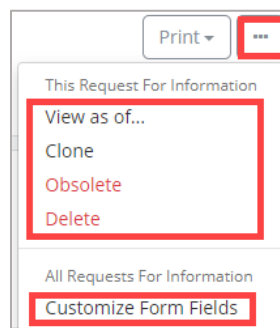 Print
...
This Request For Information
View as of...
Clone
Obsolete
Delete
All Requests For Information
Customize Form Fields